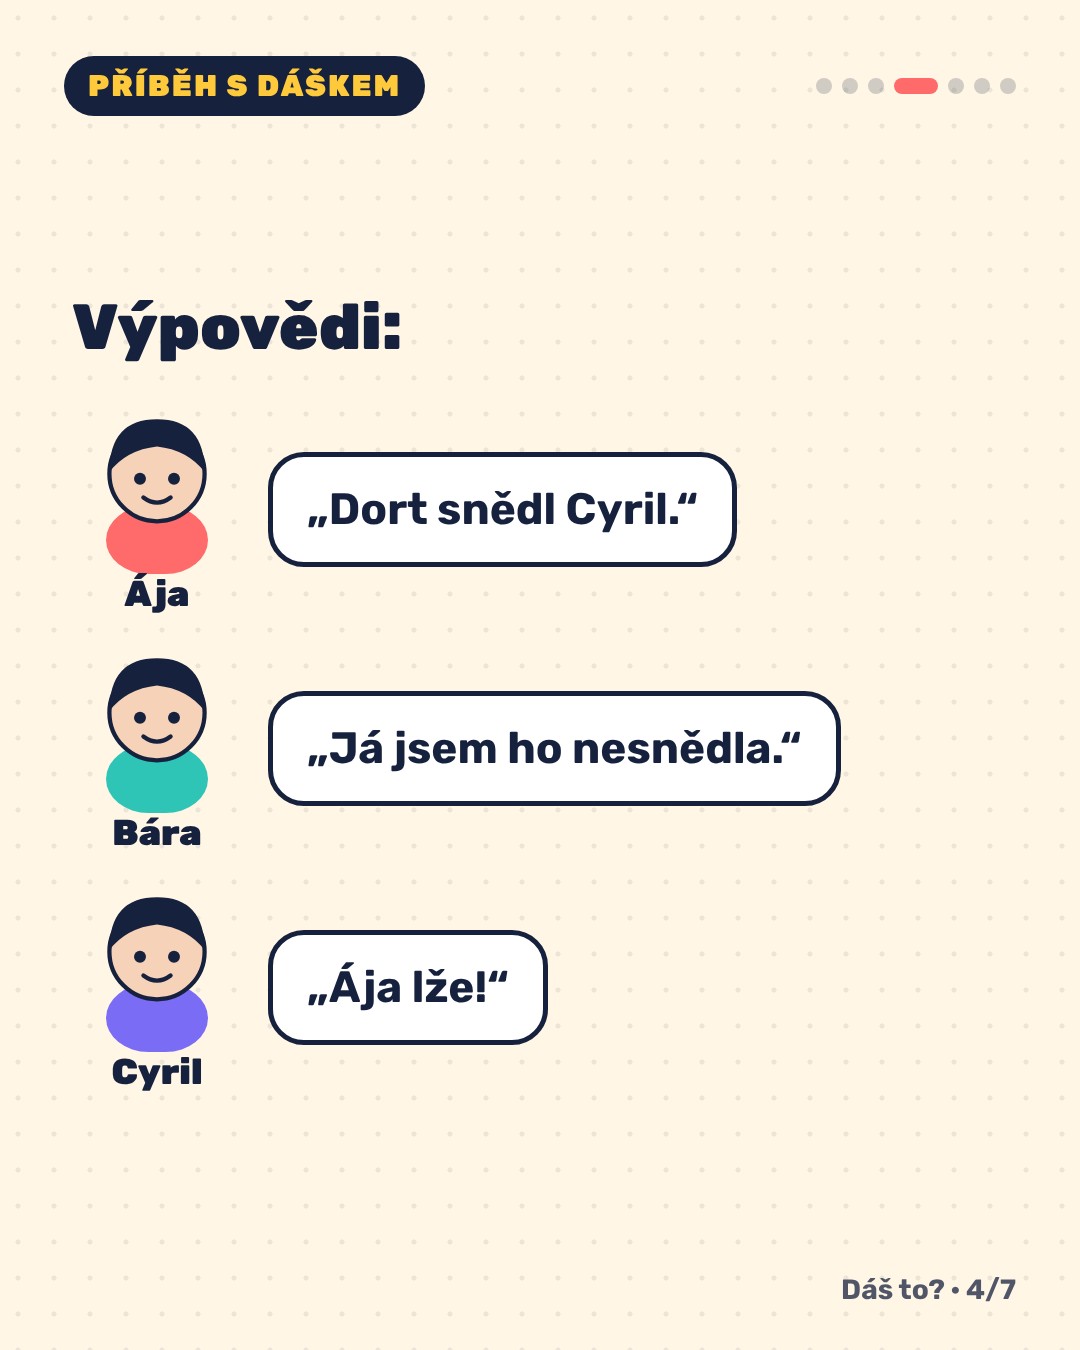 PŘÍBĚH S DÁŠKEM
Výpovědi:
„Dort snědl Cyril.“
Ája
„Já jsem ho nesnědla.“
Bára
„Ája lže!“
Cyril
Dáš to? • 4/7